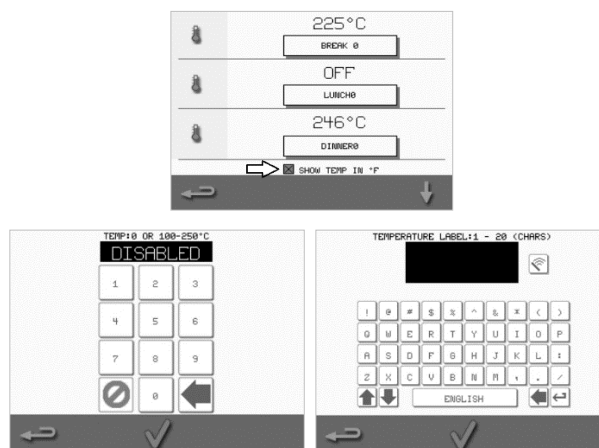 225°C
BREAK 0
OFF
LUNCH0
246°C
DINNER0
SHOW TEMP IN °F
TEMP:0 OR 100-250°C
DISABLED
1 2 3
4 5 6
7 8 9
0
TEMPERATURE LABEL:1 - 20 (CHARS)
! @ # $ % ^ & * ( )
Q W E R T Y U I O P
A S D F G H J K L :
Z X C V B N M , . /
ENGLISH